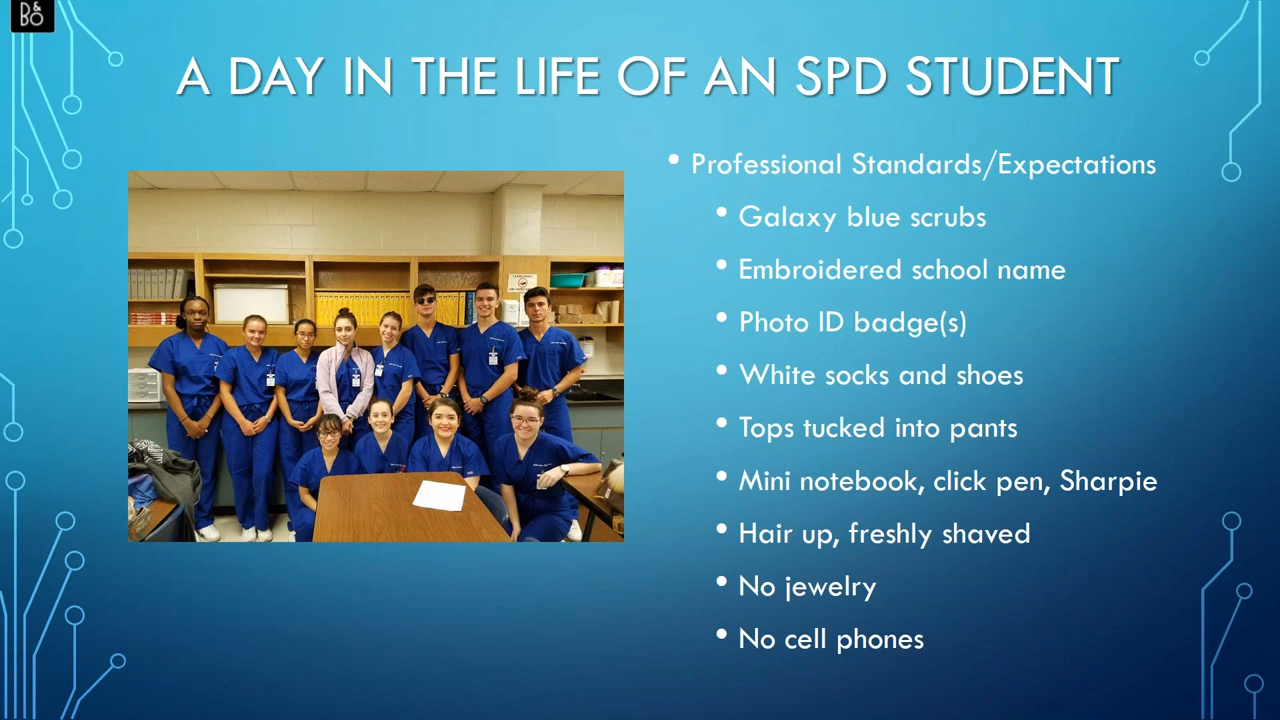 B&O
A DAY IN THE LIFE OF AN SPD STUDENT
• Professional Standards/Expectations
• Galaxy blue scrubs
• Embroidered school name
• Photo ID badge(s)
• White socks and shoes
• Tops tucked into pants
• Mini notebook, click pen, Sharpie
• Hair up, freshly shaved
• No jewelry
• No cell phones